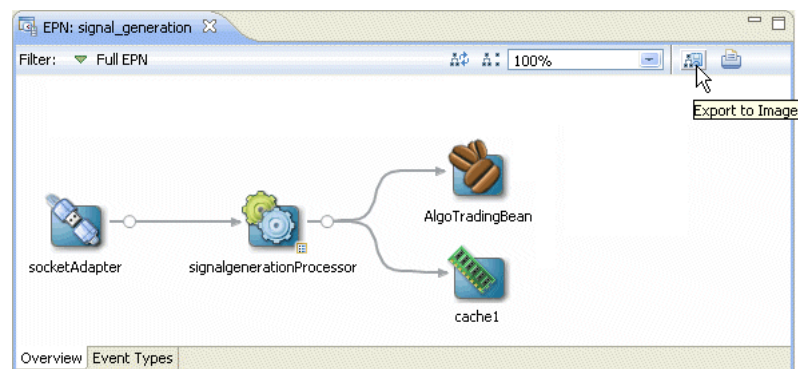 EPN: signal_generation
Filter: Full EPN 100%
Export to Image
AlgoTradingBean
socketAdapter signalgenerationProcessor
cache1
Overview Event Types